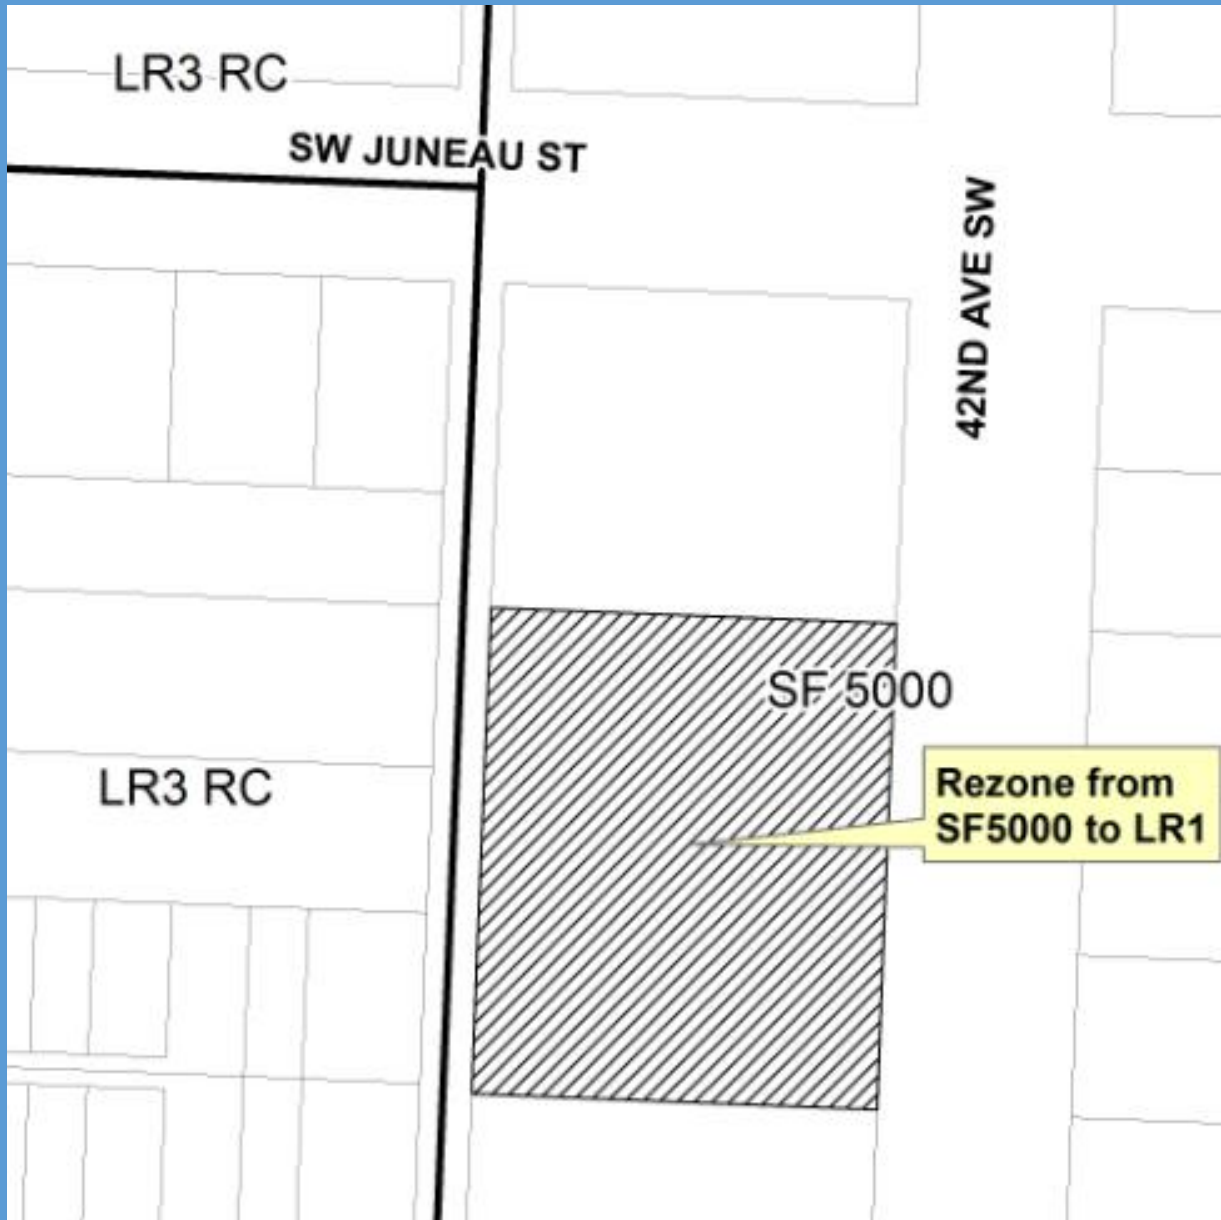 LR3 RC
SW JUNEAU ST
42ND AVE SW
SF 5000
Rezone from
SF5000 to LR1
LR3 RC